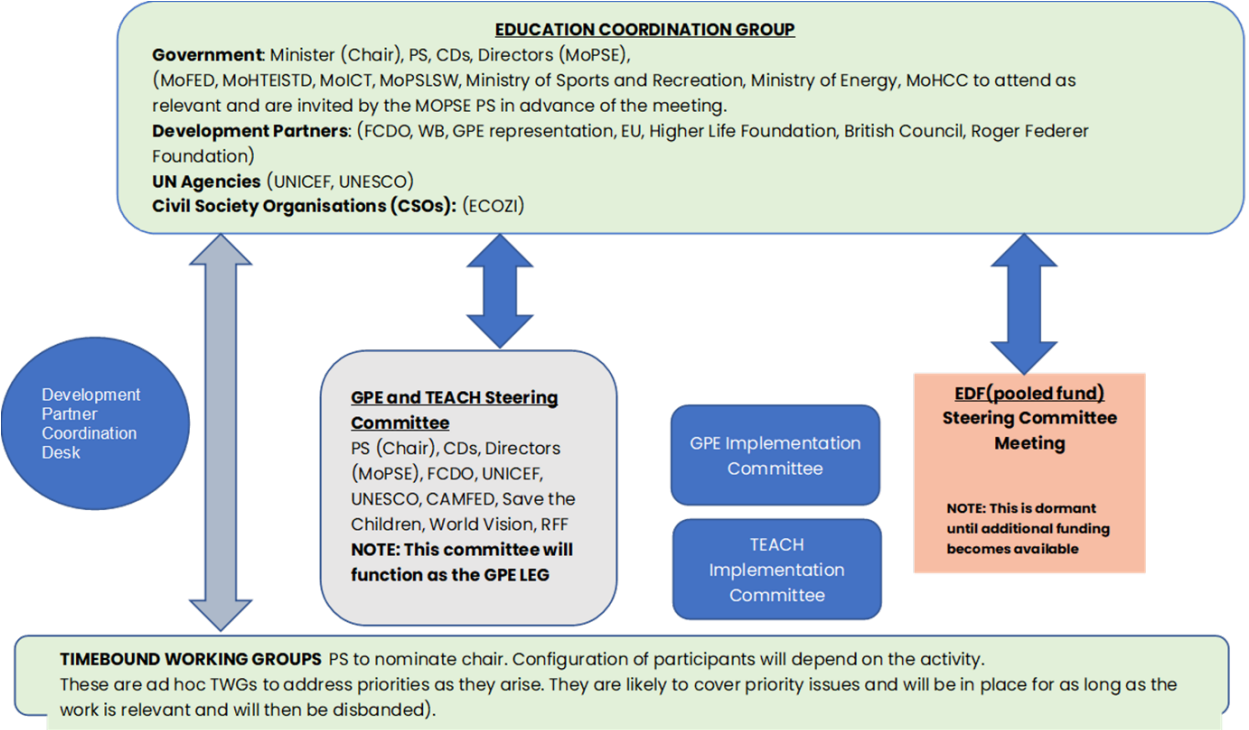 EDUCATION COORDINATION GROUP
Government: Minister (Chair), PS, CDs, Directors (MoPSE),
(MoFED, MoHTEISTD, MoICT, MoPSLSW, Ministry of Sports and Recreation, Ministry of Energy, MoHCC to attend as
relevant and are invited by the MOPSE PS in advance of the meeting.
Development Partners: (FCDO, WB, GPE representation, EU, Higher Life Foundation, British Council, Roger Federer
Foundation)
UN Agencies (UNICEF, UNESCO)
Civil Society Organisations (CSOs): (ECOZI)
Development
Partner
Coordination
Desk
GPE and TEACH Steering
Committee
PS (Chair), CDs, Directors
(MoPSE), FCDO, UNICEF,
UNESCO, CAMFED, Save the
Children, World Vision, RFF
NOTE: This committee will
function as the GPE LEG
GPE Implementation
Committee
TEACH
Implementation
Committee
EDF(pooled fund)
Steering Committee
Meeting
NOTE: This is dormant
until additional funding
becomes available
TIMEBOUND WORKING GROUPS PS to nominate chair. Configuration of participants will depend on the activity.
These are ad hoc TWGs to address priorities as they arise. They are likely to cover priority issues and will be in place for as long as the
work is relevant and will then be disbanded).